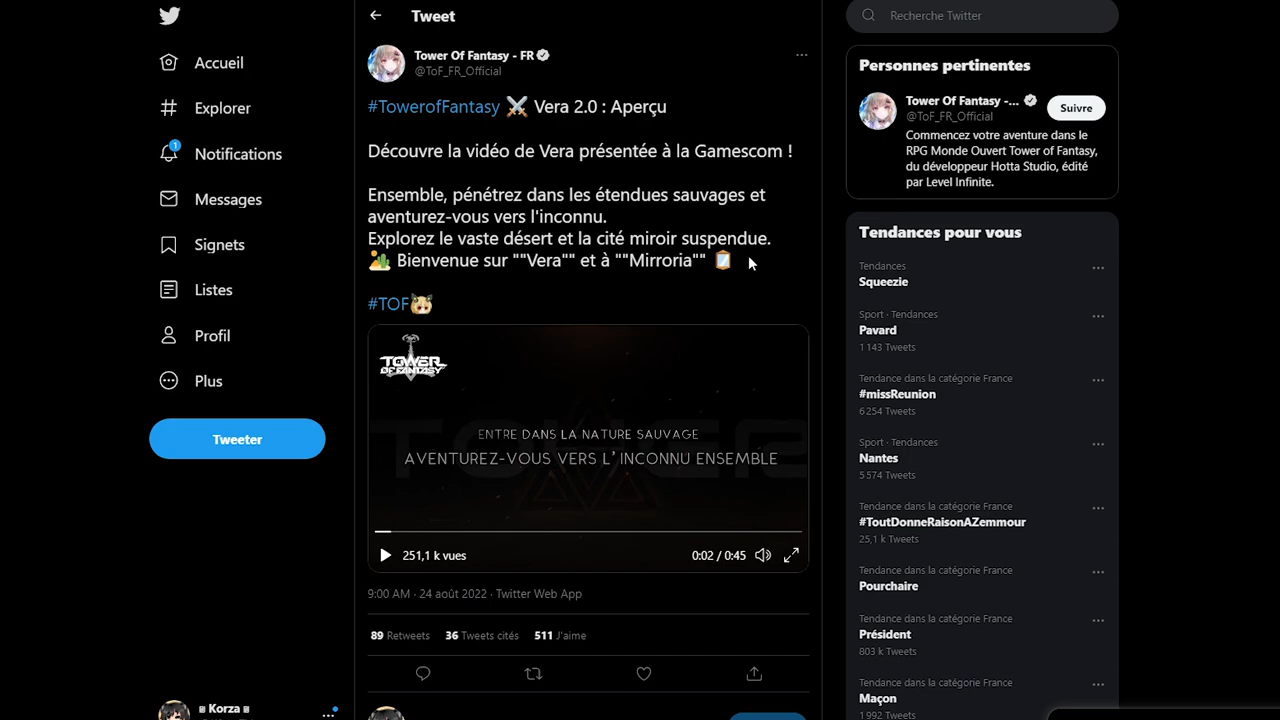 Tweet
Recherche Twitter
Accueil
Explorer
1
Notifications
Messages
Signets
Listes
Profil
Plus
Tweeter
Korza
Tower Of Fantasy - FR
@ToF_FR_Official
#TowerofFantasy ⚔️ Vera 2.0 : Aperçu
Découvre la vidéo de Vera présentée à la Gamescom !
Ensemble, pénétrez dans les étendues sauvages et
aventurez-vous vers l'inconnu.
Explorez le vaste désert et la cité miroir suspendue.
🏜️ Bienvenue sur ""Vera"" et à ""Mirroria"" 🪞
#TOF
TOWER
OF FANTASY
ENTRE DANS LA NATURE SAUVAGE
AVENTUREZ-VOUS VERS L'INCONNU ENSEMBLE
251,1 k vues
0:02 / 0:45
9:00 AM · 24 août 2022 · Twitter Web App
89 Retweets 36 Tweets cités 511 J'aime
Personnes pertinentes
Tower Of Fantasy -...
@ToF_FR_Official
Suivre
Commencez votre aventure dans le
RPG Monde Ouvert Tower of Fantasy,
du développeur Hotta Studio, édité
par Level Infinite.
Tendances pour vous
Tendances
Squeezie
Sport · Tendances
Pavard
1 143 Tweets
Tendance dans la catégorie France
#missReunion
6 254 Tweets
Sport · Tendances
Nantes
5 574 Tweets
Tendance dans la catégorie France
#ToutDonneRaisonAZemmour
25,1 k Tweets
Tendance dans la catégorie France
Pourchaire
Tendance dans la catégorie France
Président
803 k Tweets
Tendance dans la catégorie France
Maçon
1 992 Tweets